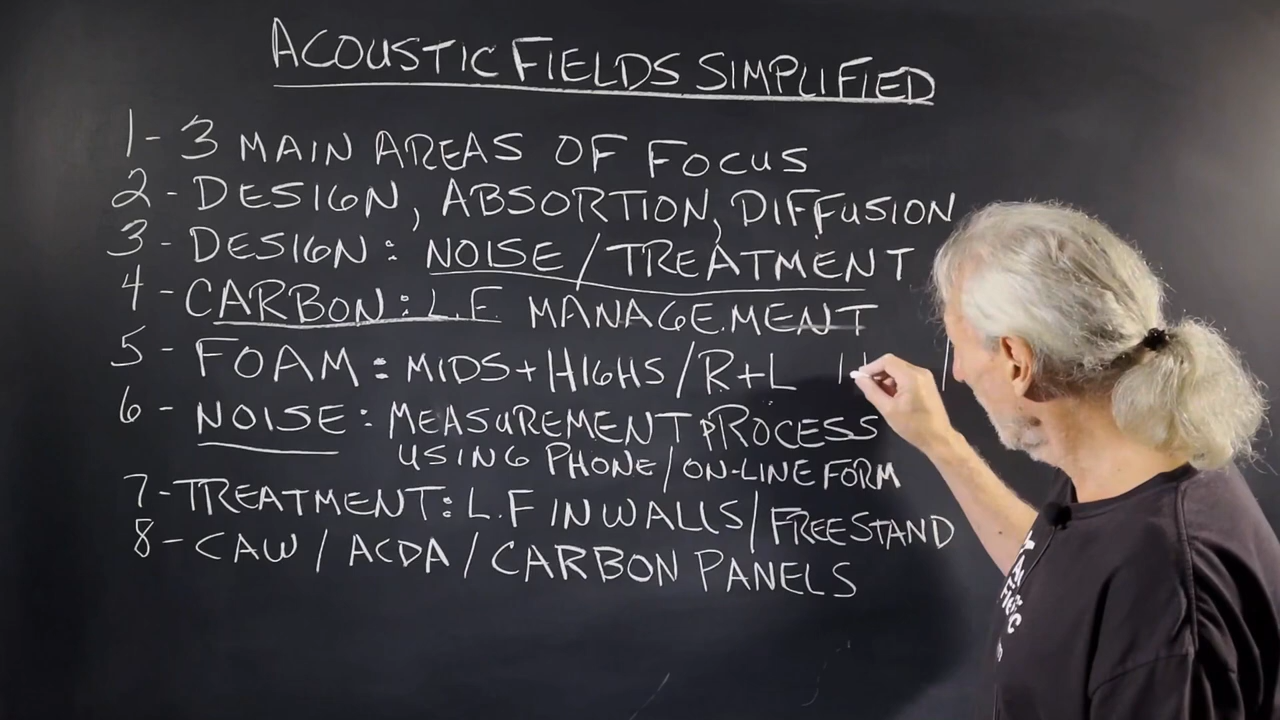 ACOUSTIC FIELDS SIMPLIFIED
1- 3 MAIN AREAS OF FOCUS
2 - DESIGN, ABSORTION, DIFFUSION
3 - DESIGN: NOISE/TREATMENT
4 - CARBON: L.F. MANAGEMENT
5 - FOAM: MIDS+HIGHS/R+L
6 - NOISE: MEASUREMENT PROCESS
USING PHONE/ON-LINE FORM
7-TREATMENT: L.F IN WALLS/FREESTAND
8 - CAW / ACDA / CARBON PANELS